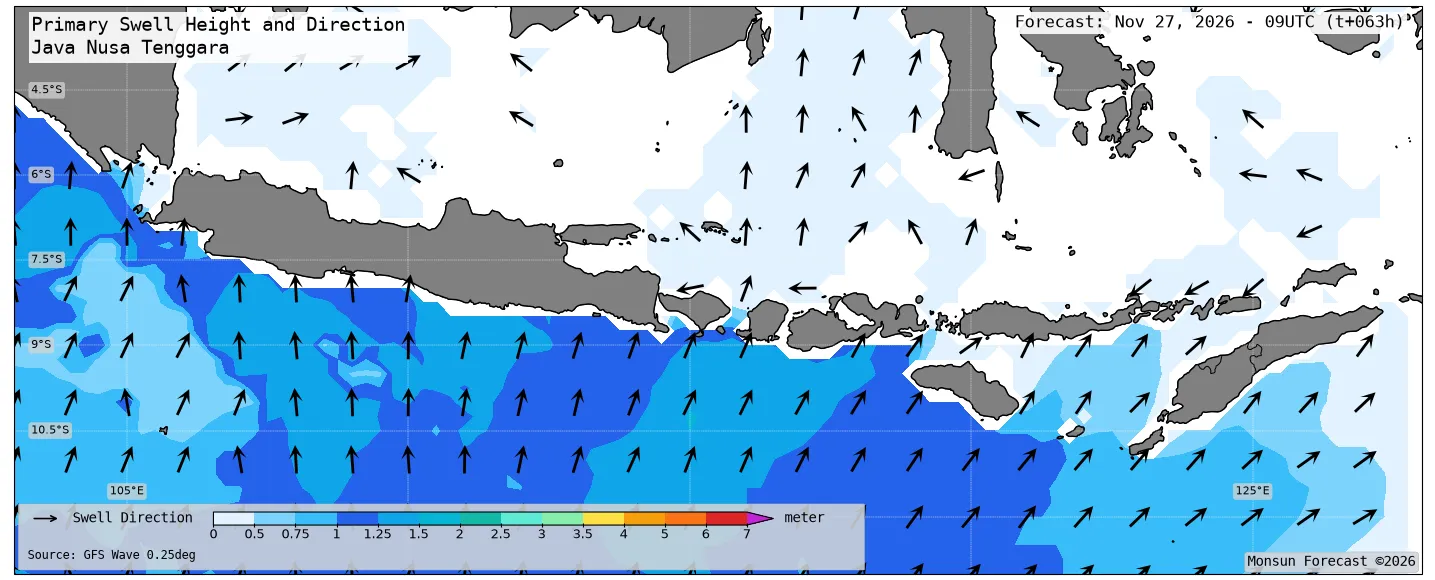 Primary Swell Height and Direction
Java Nusa Tenggara
Forecast: Nov 27, 2026 - 09UTC (t+063h)
4.5°S
6°S
7.5°S
9°S
10.5°S
105°E
125°E
Swell Direction
0 0.5 0.75 1 1.25 1.5 2 2.5 3 3.5 4 5 6 7
meter
Source: GFS Wave 0.25deg
Monsun Forecast ©2026